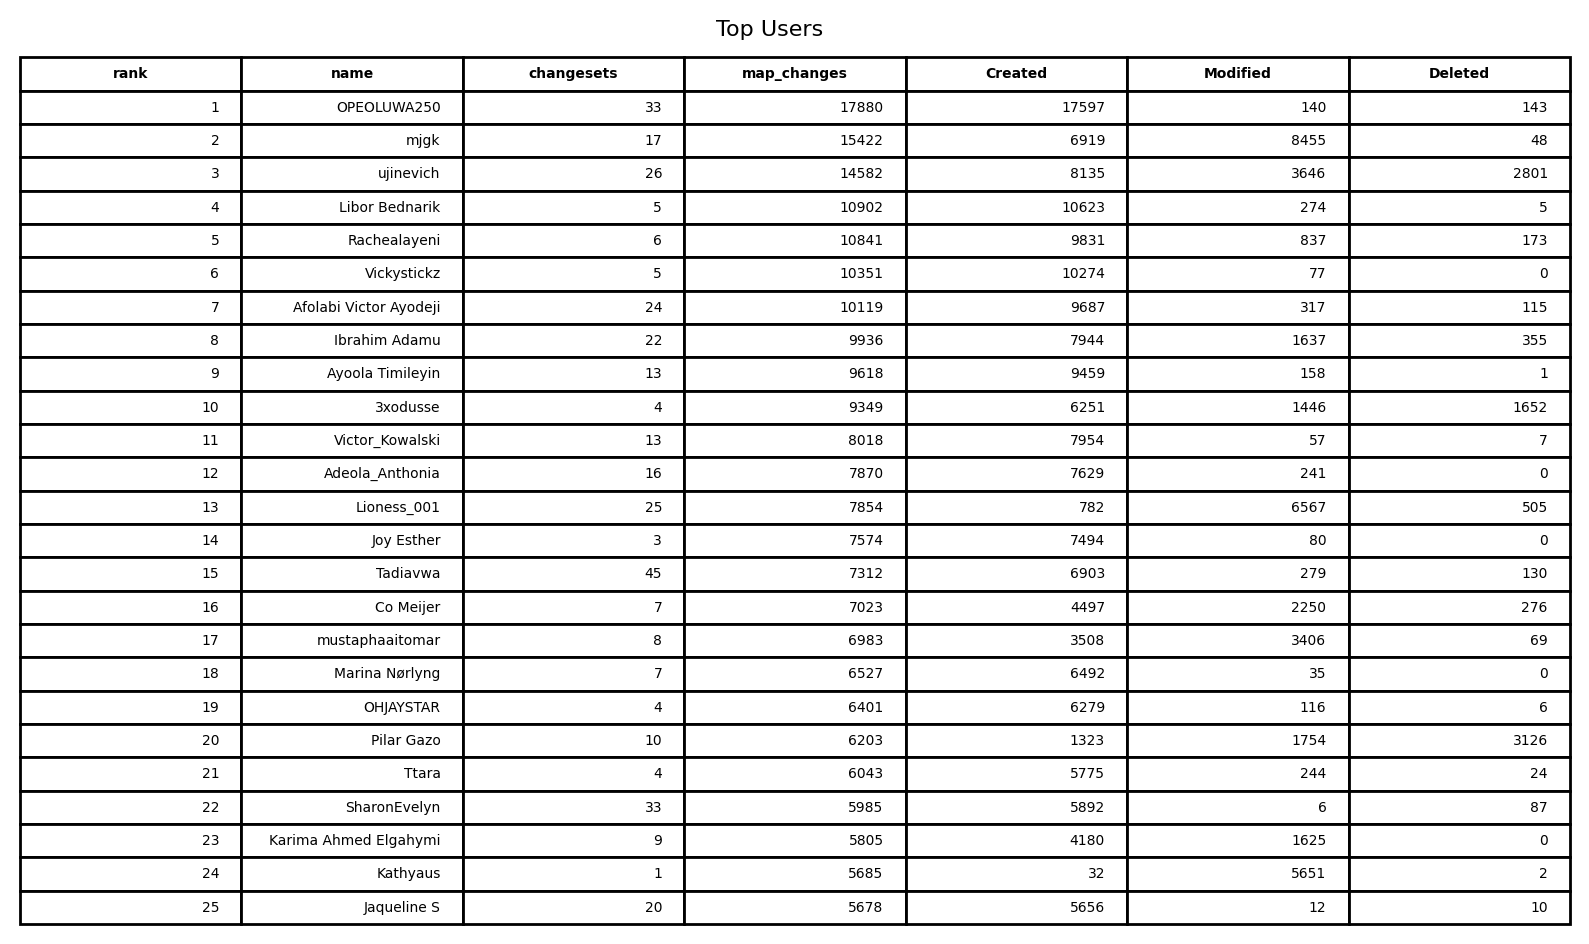 Top Users
rank name changesets map_changes Created Modified Deleted
1 OPEOLUWA250 33 17880 17597 140 143
2 mjgk 17 15422 6919 8455 48
3 ujinevich 26 14582 8135 3646 2801
4 Libor Bednarik 5 10902 10623 274 5
5 Rachealayeni 6 10841 9831 837 173
6 Vickystickz 5 10351 10274 77 0
7 Afolabi Victor Ayodeji 24 10119 9687 317 115
8 Ibrahim Adamu 22 9936 7944 1637 355
9 Ayoola Timileyin 13 9618 9459 158 1
10 3xodusse 4 9349 6251 1446 1652
11 Victor_Kowalski 13 8018 7954 57 7
12 Adeola_Anthonia 16 7870 7629 241 0
13 Lioness_001 25 7854 782 6567 505
14 Joy Esther 3 7574 7494 80 0
15 Tadiavwa 45 7312 6903 279 130
16 Co Meijer 7 7023 4497 2250 276
17 mustaphaaitomar 8 6983 3508 3406 69
18 Marina Nørlyng 7 6527 6492 35 0
19 OHJAYSTAR 4 6401 6279 116 6
20 Pilar Gazo 10 6203 1323 1754 3126
21 Ttara 4 6043 5775 244 24
22 SharonEvelyn 33 5985 5892 6 87
23 Karima Ahmed Elgahymi 9 5805 4180 1625 0
24 Kathyaus 1 5685 32 5651 2
25 Jaqueline S 20 5678 5656 12 10